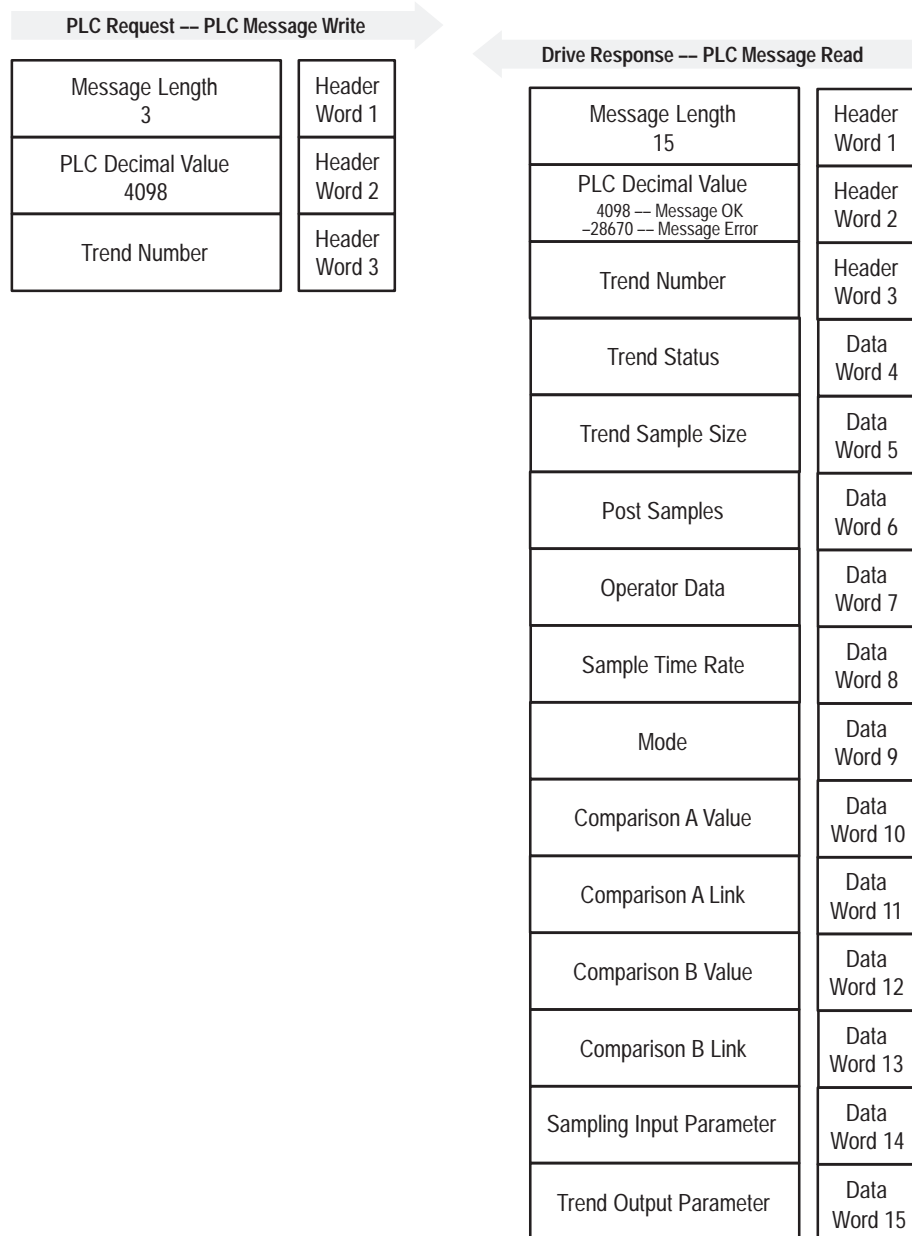 PLC Request –– PLC Message Write
Message Length
3
Header
Word 1
PLC Decimal Value
4098
Header
Word 2
Trend Number
Header
Word 3
Drive Response –– PLC Message Read
Message Length
15
Header
Word 1
PLC Decimal Value
4098 –– Message OK
–28670 –– Message Error
Header
Word 2
Trend Number
Header
Word 3
Trend Status
Data
Word 4
Trend Sample Size
Data
Word 5
Post Samples
Data
Word 6
Operator Data
Data
Word 7
Sample Time Rate
Data
Word 8
Mode
Data
Word 9
Comparison A Value
Data
Word 10
Comparison A Link
Data
Word 11
Comparison B Value
Data
Word 12
Comparison B Link
Data
Word 13
Sampling Input Parameter
Data
Word 14
Trend Output Parameter
Data
Word 15